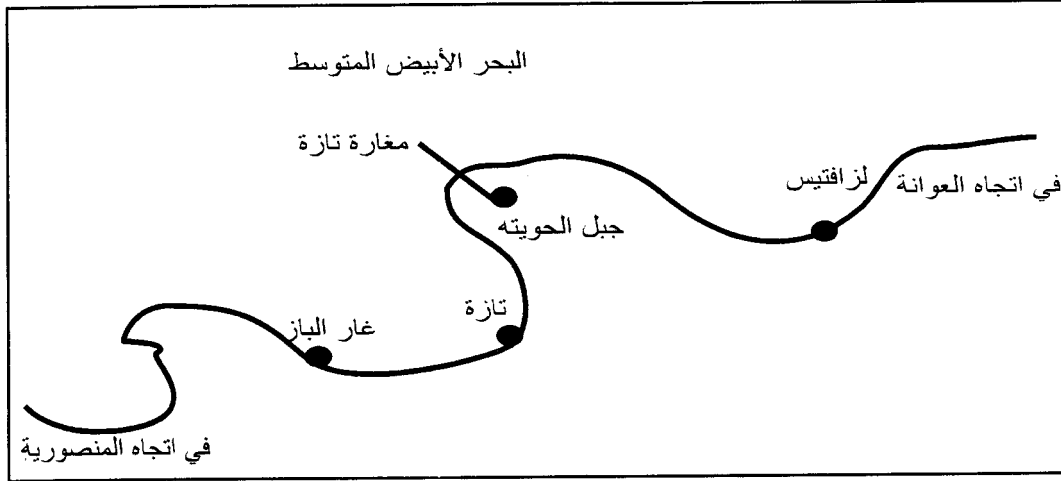 البحر الأبيض المتوسط
مغارة تازة
لزافتيس
في اتجاه العوانة
جبل الحويته
تازة
غار الباز
في اتجاه المنصورية